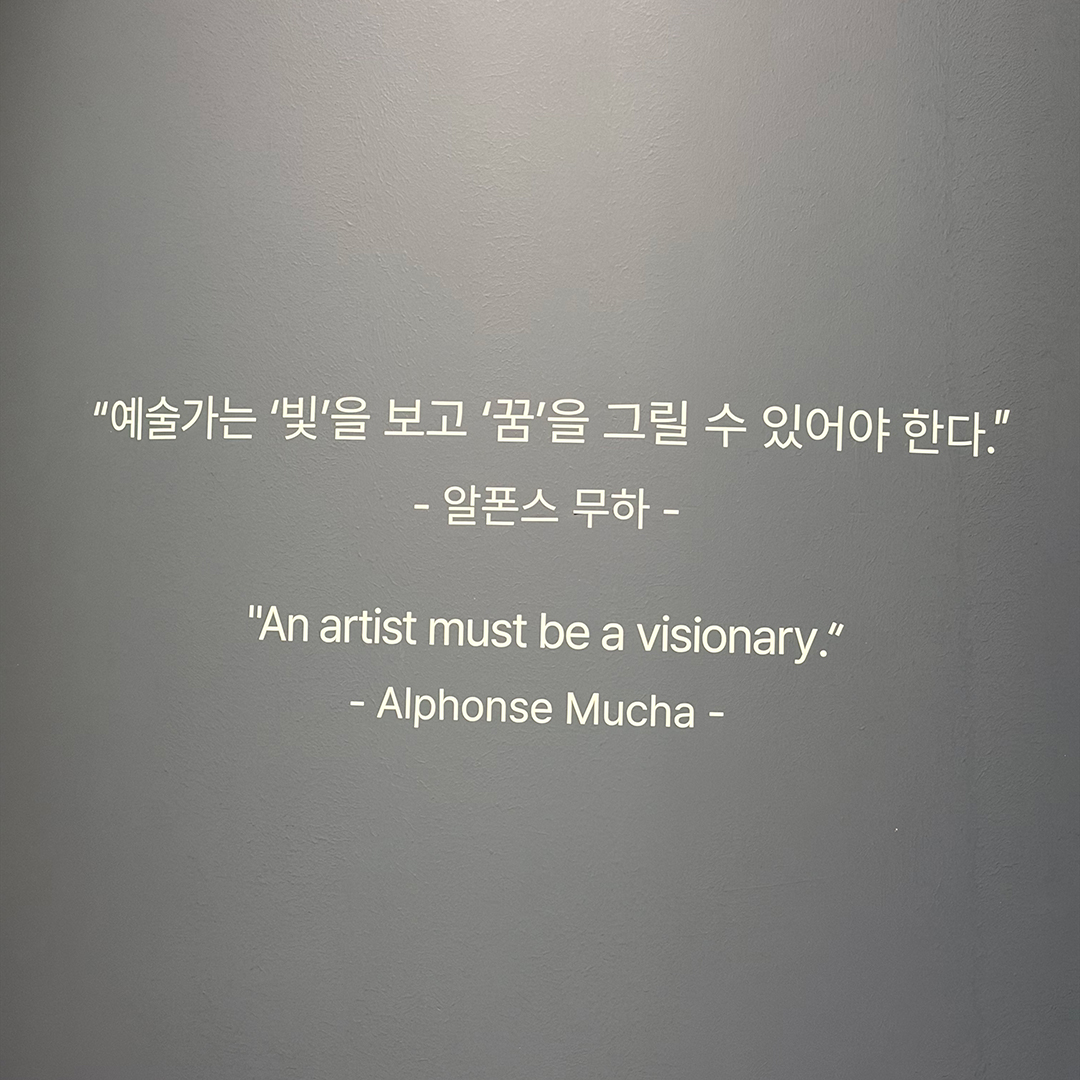 “예술가는 ‘빛’을 보고 ‘꿈’을 그릴 수 있어야 한다.”
- 알폰스 무하 -
"An artist must be a visionary.”
- Alphonse Mucha -